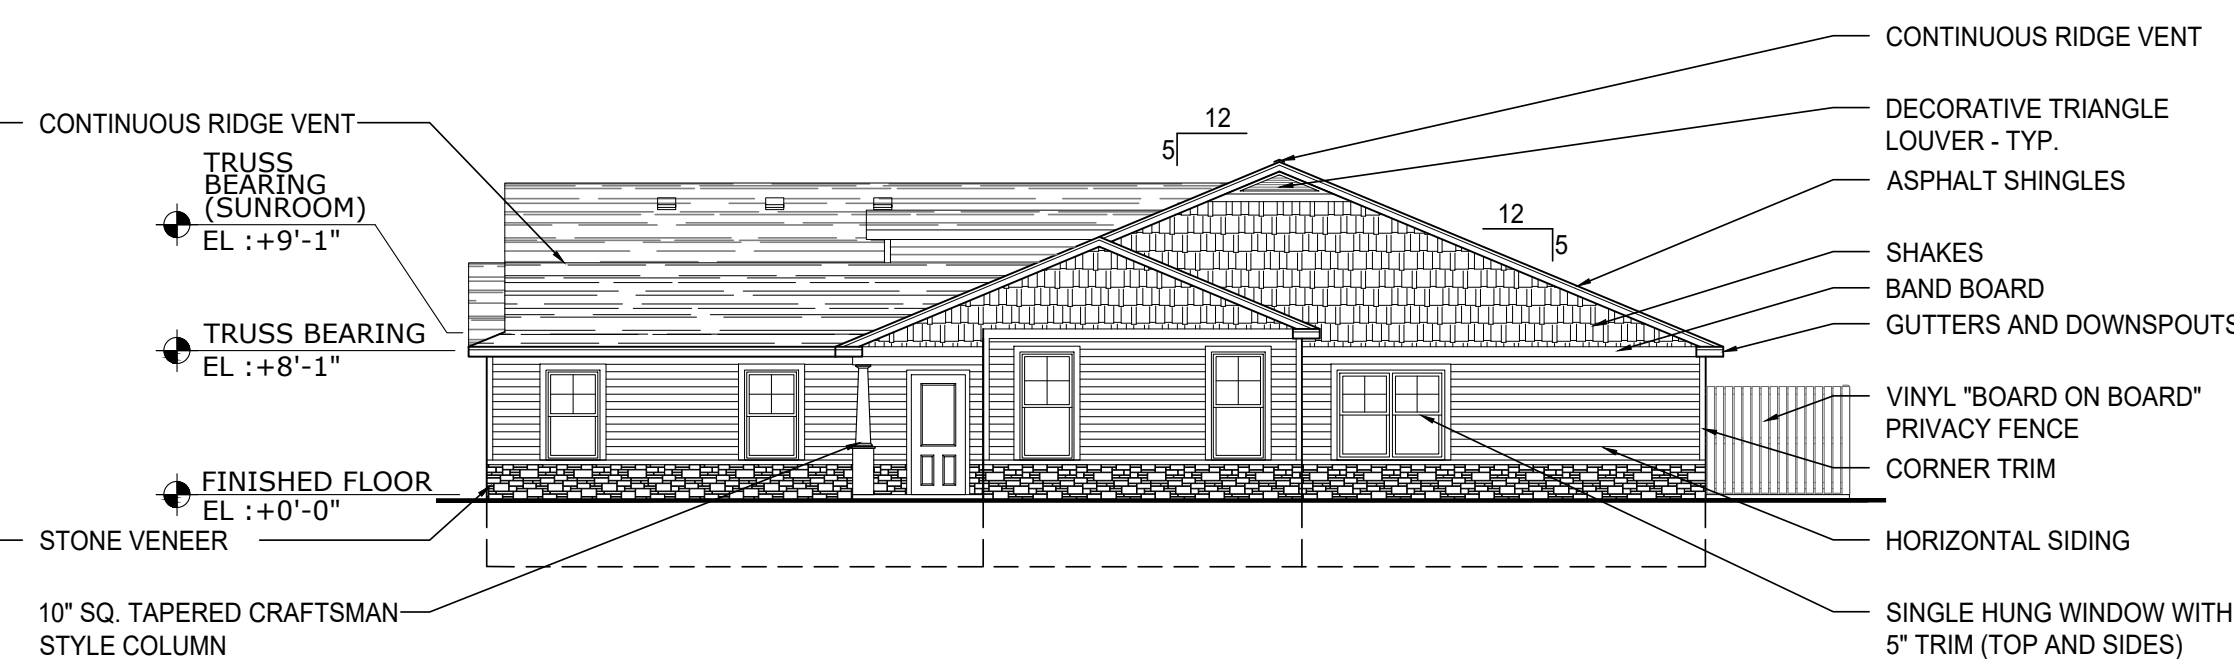 CONTINUOUS RIDGE VENT
TRUSS
BEARING
(SUNROOM)
EL :+9'-1"
TRUSS BEARING
EL :+8'-1"
FINISHED FLOOR
EL :+0'-0"
STONE VENEER
10" SQ. TAPERED CRAFTSMAN
STYLE COLUMN
12
5
12
5
CONTINUOUS RIDGE VENT
DECORATIVE TRIANGLE
LOUVER - TYP.
ASPHALT SHINGLES
SHAKES
BAND BOARD
GUTTERS AND DOWNSPOUTS
VINYL "BOARD ON BOARD"
PRIVACY FENCE
CORNER TRIM
HORIZONTAL SIDING
SINGLE HUNG WINDOW WITH
5" TRIM (TOP AND SIDES)